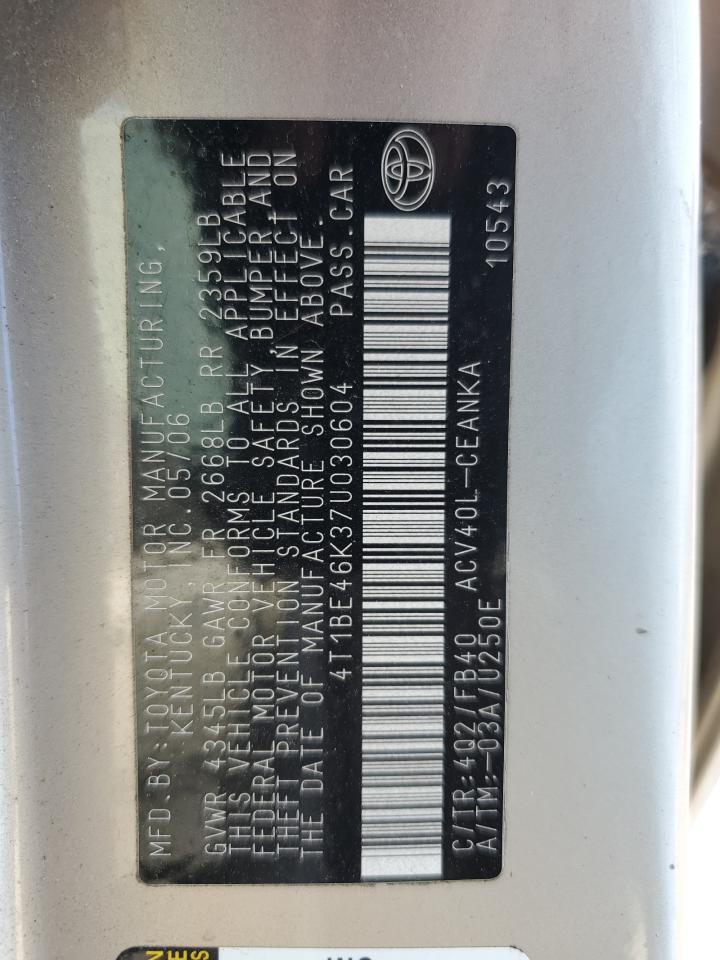 MFD.BY:TOYOTA MOTOR MANUFACTURING,
KENTUCKY,INC.05/06
GVWR 4345LB GAWR FR 2668LB RR 2359LB
THIS VEHICLE CONFORMS TO ALL APPLICABLE
FEDERAL MOTOR VEHICLE SAFETY, BUMPER,AND
THEFT PREVENTION STANDARDS IN EFFECT ON
THE DATE OF MANUFACTURE SHOWN ABOVE.
4T1BE46K37U030604 PASS.CAR
C/TR:4Q2/FB40 ACV40L-CEANKA 10543
A/TM:-03A/U250E